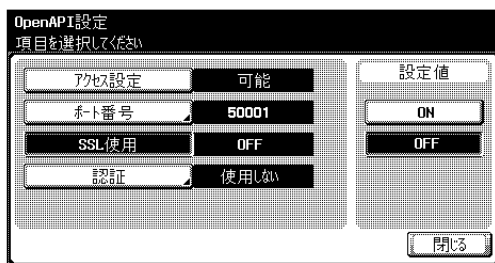 OpenAPI設定
項目を選択してください
アクセス設定 可能 設定値
ポート番号 50001 ON
SSL使用 OFF OFF
認証 使用しない
閉じる